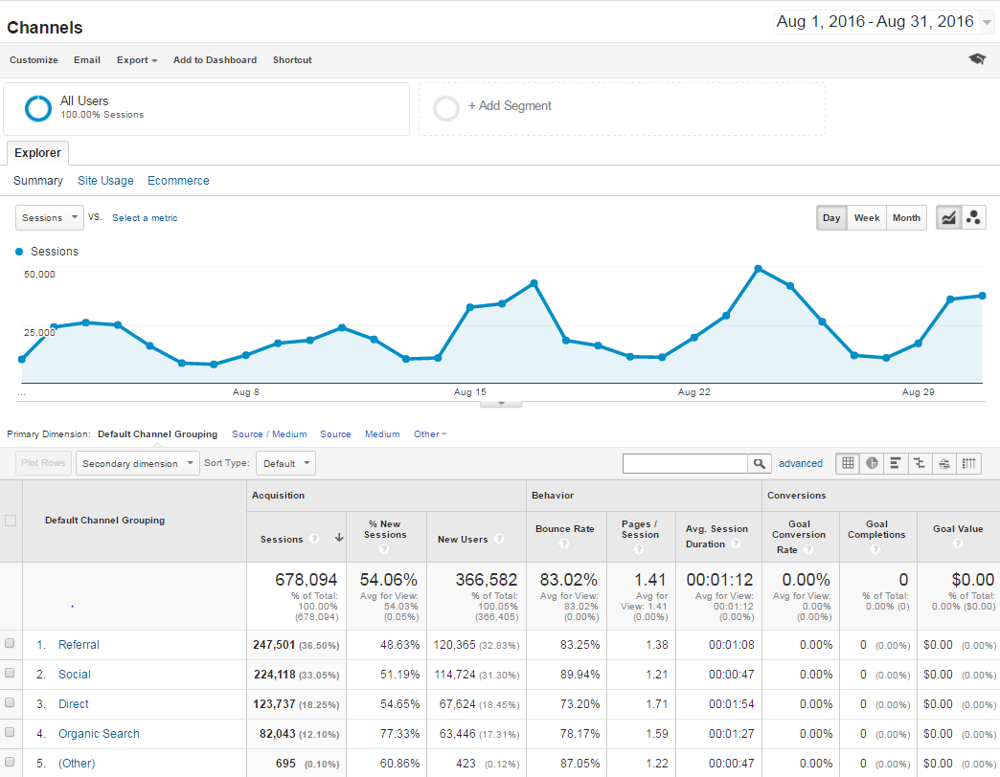 Channels
Aug 1, 2016 - Aug 31, 2016
Customize Email Export Add to Dashboard Shortcut
All Users
100.00% Sessions
+ Add Segment
Explorer
Summary Site Usage Ecommerce
Sessions VS. Select a metric
Day Week Month
Sessions
50,000
25,000
... Aug 8 Aug 15 Aug 22 Aug 29
Primary Dimension: Default Channel Grouping Source / Medium Source Medium Other
Plot Rows Secondary dimension Sort Type: Default advanced
Default Channel Grouping
Acquisition Behavior Conversions
Sessions ? % New Sessions ? New Users ? Bounce Rate ? Pages / Session ? Avg. Session Duration ? Goal Conversion Rate ? Goal Completions ? Goal Value ?
678,094 54.06% 366,582 83.02% 1.41 00:01:12 0.00% 0 $0.00
% of Total: 100.00% (678,094) Avg for View: 54.03% (0.05%) % of Total: 100.05% (366,405) Avg for View: 83.02% (0.00%) Avg for View: 1.41 (0.00%) Avg for View: 00:01:12 (0.00%) Avg for View: 0.00% (0.00%) % of Total: 0.00% (0) % of Total: 0.00% ($0.00)
1. Referral 247,501 (36.50%) 48.63% 120,365 (32.83%) 83.25% 1.38 00:01:08 0.00% 0 (0.00%) $0.00 (0.00%)
2. Social 224,118 (33.05%) 51.19% 114,724 (31.30%) 89.94% 1.21 00:00:47 0.00% 0 (0.00%) $0.00 (0.00%)
3. Direct 123,737 (18.25%) 54.65% 67,624 (18.45%) 73.20% 1.71 00:01:54 0.00% 0 (0.00%) $0.00 (0.00%)
4. Organic Search 82,043 (12.10%) 77.33% 63,446 (17.31%) 78.17% 1.59 00:01:27 0.00% 0 (0.00%) $0.00 (0.00%)
5. (Other) 695 (0.10%) 60.86% 423 (0.12%) 87.05% 1.22 00:00:47 0.00% 0 (0.00%) $0.00 (0.00%)